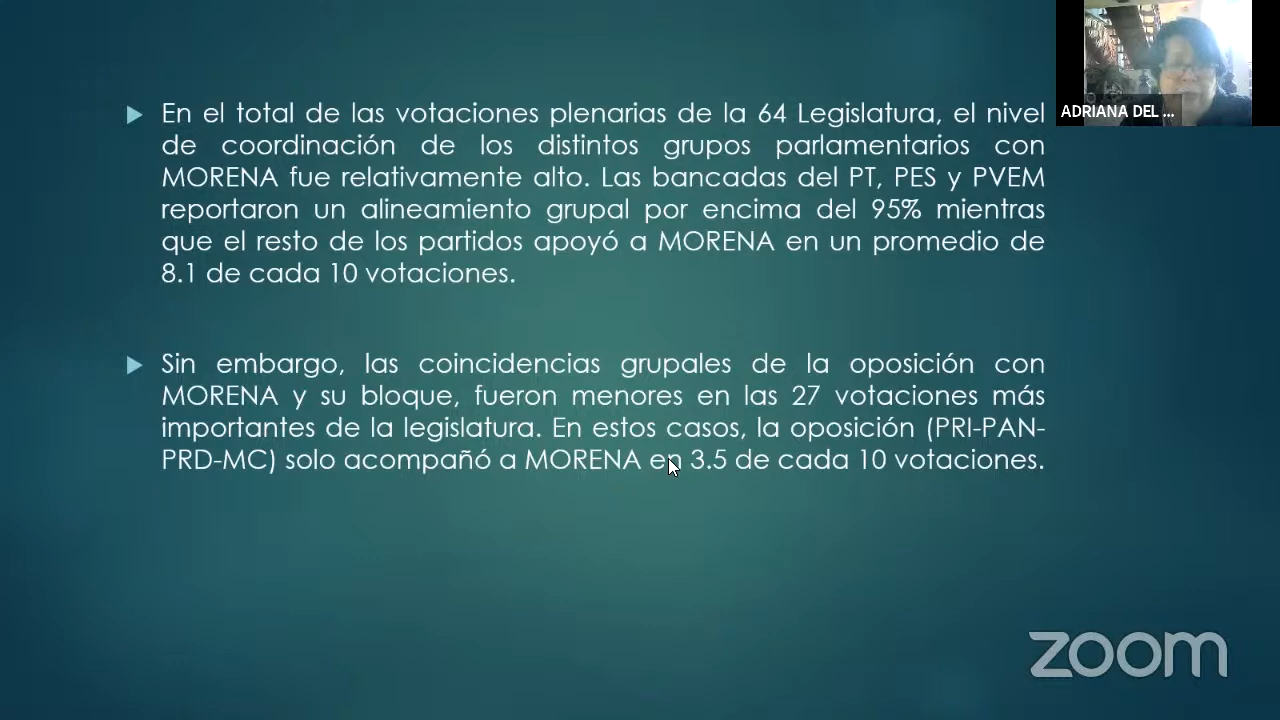 En el total de las votaciones plenarias de la 64 Legislatura, el nivel
de coordinación de los distintos grupos parlamentarios con
MORENA fue relativamente alto. Las bancadas del PT, PES y PVEM
reportaron un alineamiento grupal por encima del 95% mientras
que el resto de los partidos apoyó a MORENA en un promedio de
8.1 de cada 10 votaciones.
Sin embargo, las coincidencias grupales de la oposición con
MORENA y su bloque, fueron menores en las 27 votaciones más
importantes de la legislatura. En estos casos, la oposición (PRI-PAN-
PRD-MC) solo acompañó a MORENA en 3.5 de cada 10 votaciones.
ADRIANA DEL ...
zoom